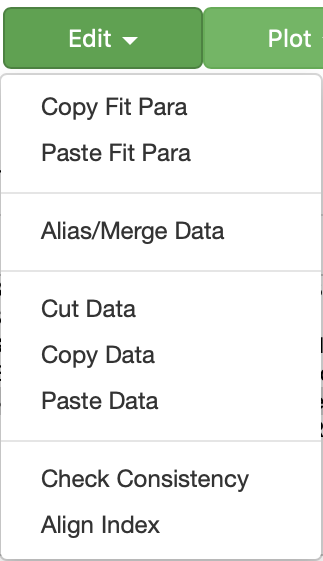 Edit Plot
Copy Fit Para
Paste Fit Para
Alias/Merge Data
Cut Data
Copy Data
Paste Data
Check Consistency
Align Index